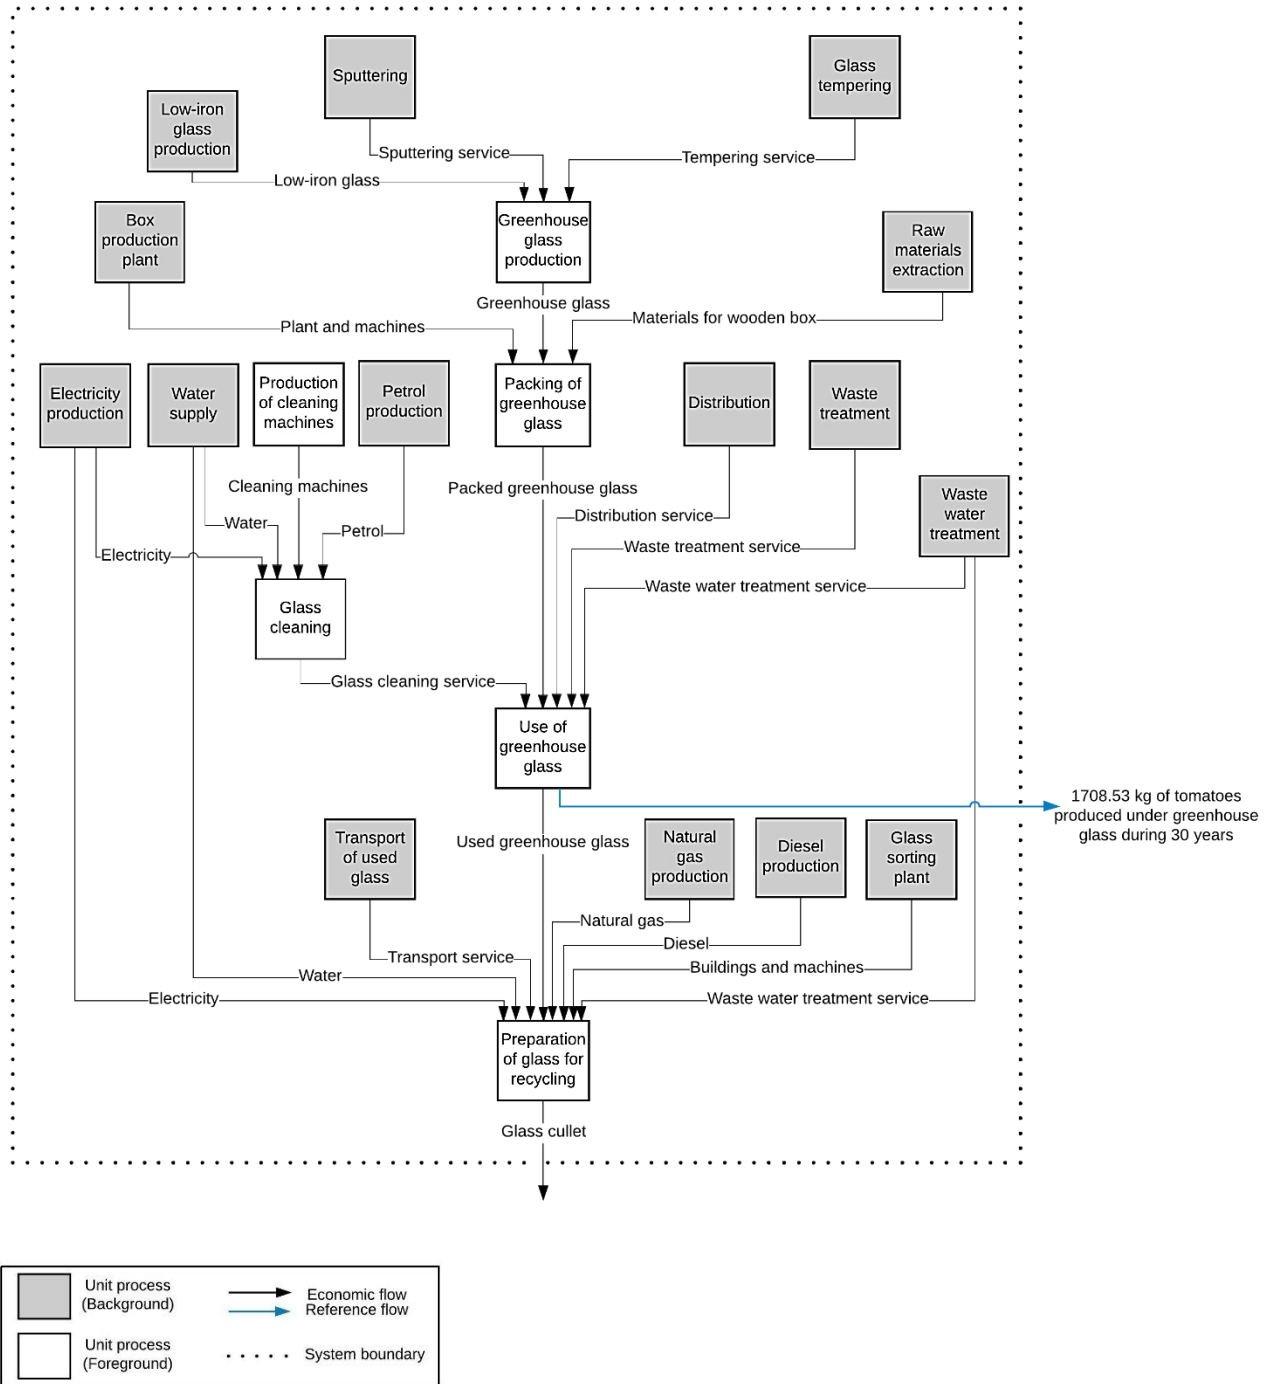 Sputtering
Glass
tempering
Low-iron
glass
production
Sputtering service
Tempering service
Low-iron glass
Box
production
plant
Greenhouse
glass
production
Raw
materials
extraction
Greenhouse glass
Materials for wooden box
Plant and machines
Electricity
production
Water
supply
Production
of cleaning
machines
Petrol
production
Packing of
greenhouse
glass
Distribution
Waste
treatment
Cleaning machines
Packed greenhouse glass
Waste
water
treatment
Water
Petrol
Distribution service
Electricity
Waste treatment service
Waste water treatment service
Glass
cleaning
Glass cleaning service
Use of
greenhouse
glass
1708.53 kg of tomatoes
produced under greenhouse
glass during 30 years
Transport
of used
glass
Used greenhouse glass
Natural
gas
production
Diesel
production
Glass
sorting
plant
Natural gas
Diesel
Transport service
Buildings and machines
Water
Electricity
Waste water treatment service
Preparation
of glass for
recycling
Glass cullet
Unit process
(Background)
Economic flow
Reference flow
Unit process
(Foreground)
System boundary